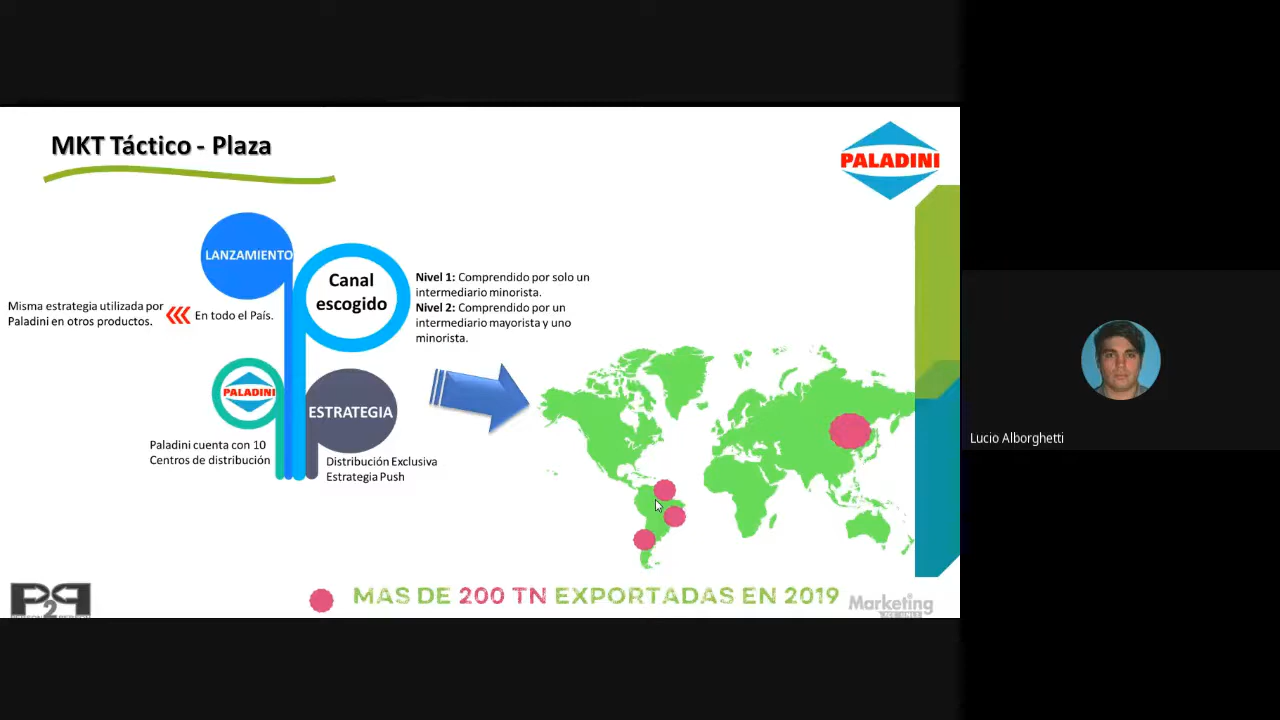 MKT Táctico - Plaza
PALADINI
LANZAMIENTO
Canal
escogido
Nivel 1: Comprendido por solo un
intermediario minorista.
Nivel 2: Comprendido por un
intermediario mayorista y uno
minorista.
Misma estrategia utilizada por
Paladini en otros productos.
En todo el País.
PALADINI
ESTRATEGIA
Paladini cuenta con 10
Centros de distribución
Distribución Exclusiva
Estrategia Push
Lucio Alborghetti
P2P
MAS DE 200 TN EXPORTADAS EN 2019
Marketing